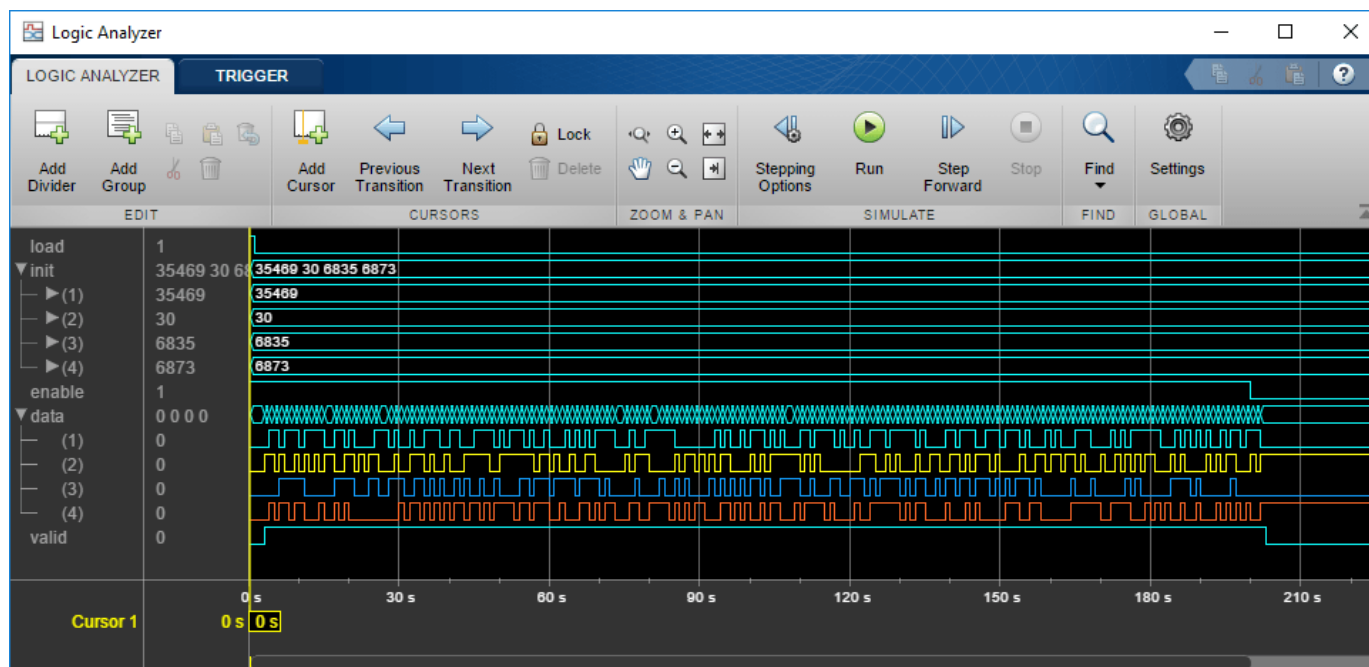 Logic Analyzer
LOGIC ANALYZER TRIGGER
Add Divider
Add Group
Add Cursor
Previous Transition
Next Transition
Lock
Delete
Stepping Options
Run
Step Forward
Stop
Find
Settings
EDIT CURSORS ZOOM & PAN SIMULATE FIND GLOBAL
load 1
init 35469 30 68 35469 30 6835 6873
(1) 35469 35469
(2) 30 30
(3) 6835 6835
(4) 6873 6873
enable 1
data 0 0 0 0
(1) 0
(2) 0
(3) 0
(4) 0
valid 0
0 s 30 s 60 s 90 s 120 s 150 s 180 s 210 s
Cursor 1 0 s 0 s